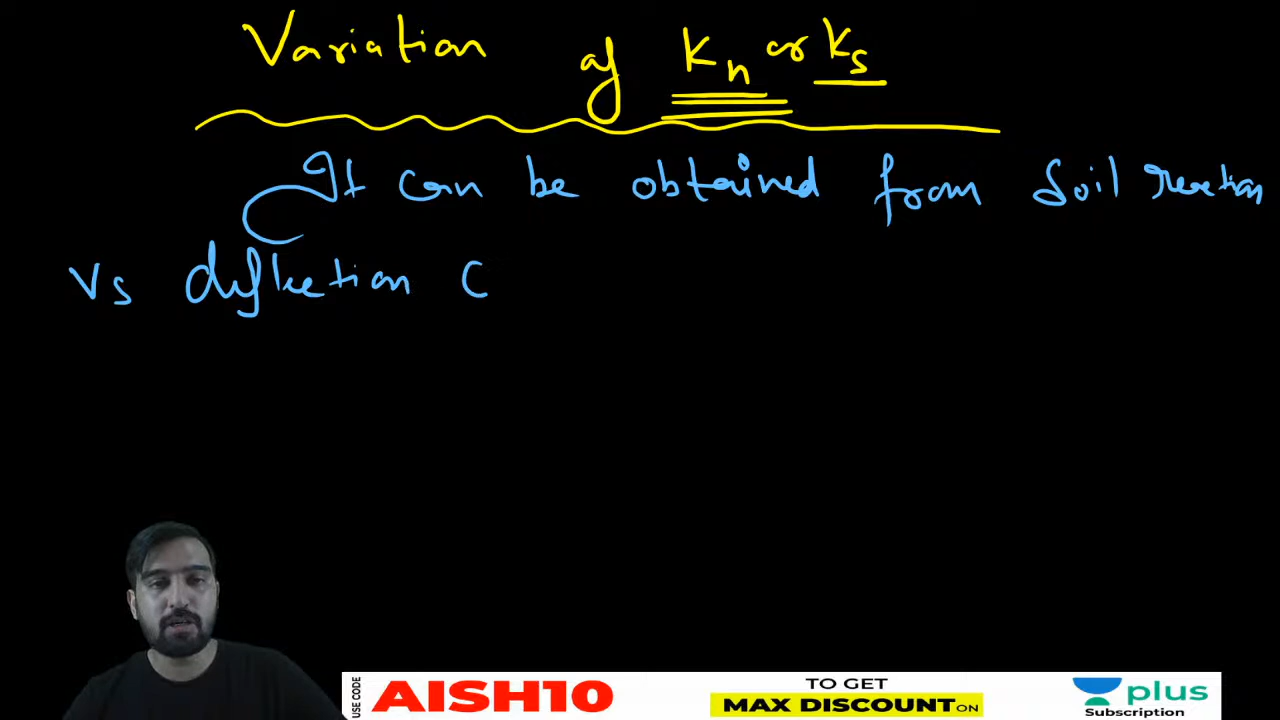 Variation of Kn or Ks
It can be obtained from Soil reaction
Vs deflection C
USE CODE
AISH10
TO GET
MAX DISCOUNT ON
plus
Subscription